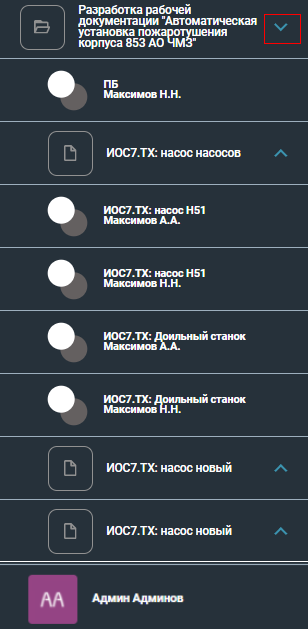 Разработка рабочей
документации "Автоматическая
установка пожаротушения
корпуса 853 АО ЧМЗ"
ПБ
Максимов Н.Н.
ИОС7.ТХ: насос насосов
ИОС7.ТХ: насос Н51
Максимов А.А.
ИОС7.ТХ: насос Н51
Максимов Н.Н.
ИОС7.ТХ: Доильный станок
Максимов А.А.
ИОС7.ТХ: Доильный станок
Максимов Н.Н.
ИОС7.ТХ: насос новый
ИОС7.ТХ: насос новый
АА
Админ Админов